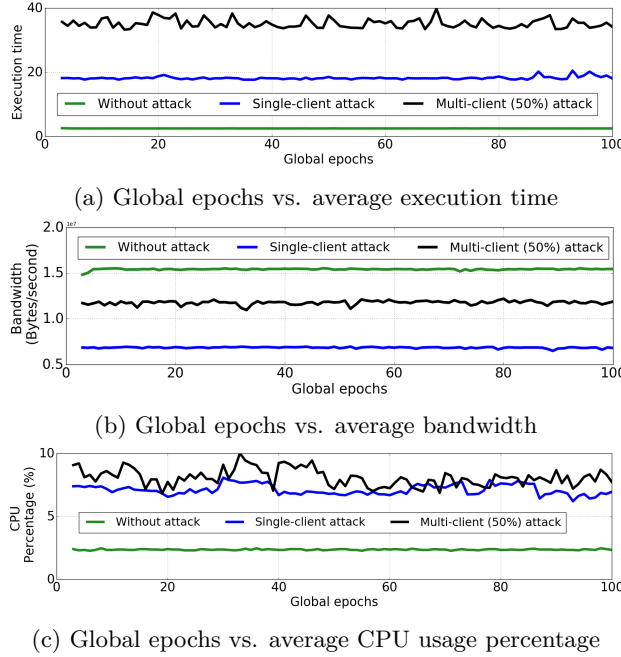 40
20
0
Execution time
Without attack Single-client attack Multi-client (50%) attack
0 20 40 60 80 100
Global epochs
(a) Global epochs vs. average execution time
1e7
2.0
1.5
1.0
0.5
Bandwidth
(Bytes/second)
Without attack Single-client attack Multi-client (50%) attack
0 20 40 60 80 100
Global epochs
(b) Global epochs vs. average bandwidth
10
5
0
CPU
Percentage (%)
Without attack Single-client attack Multi-client (50%) attack
0 20 40 60 80 100
Global epochs
(c) Global epochs vs. average CPU usage percentage